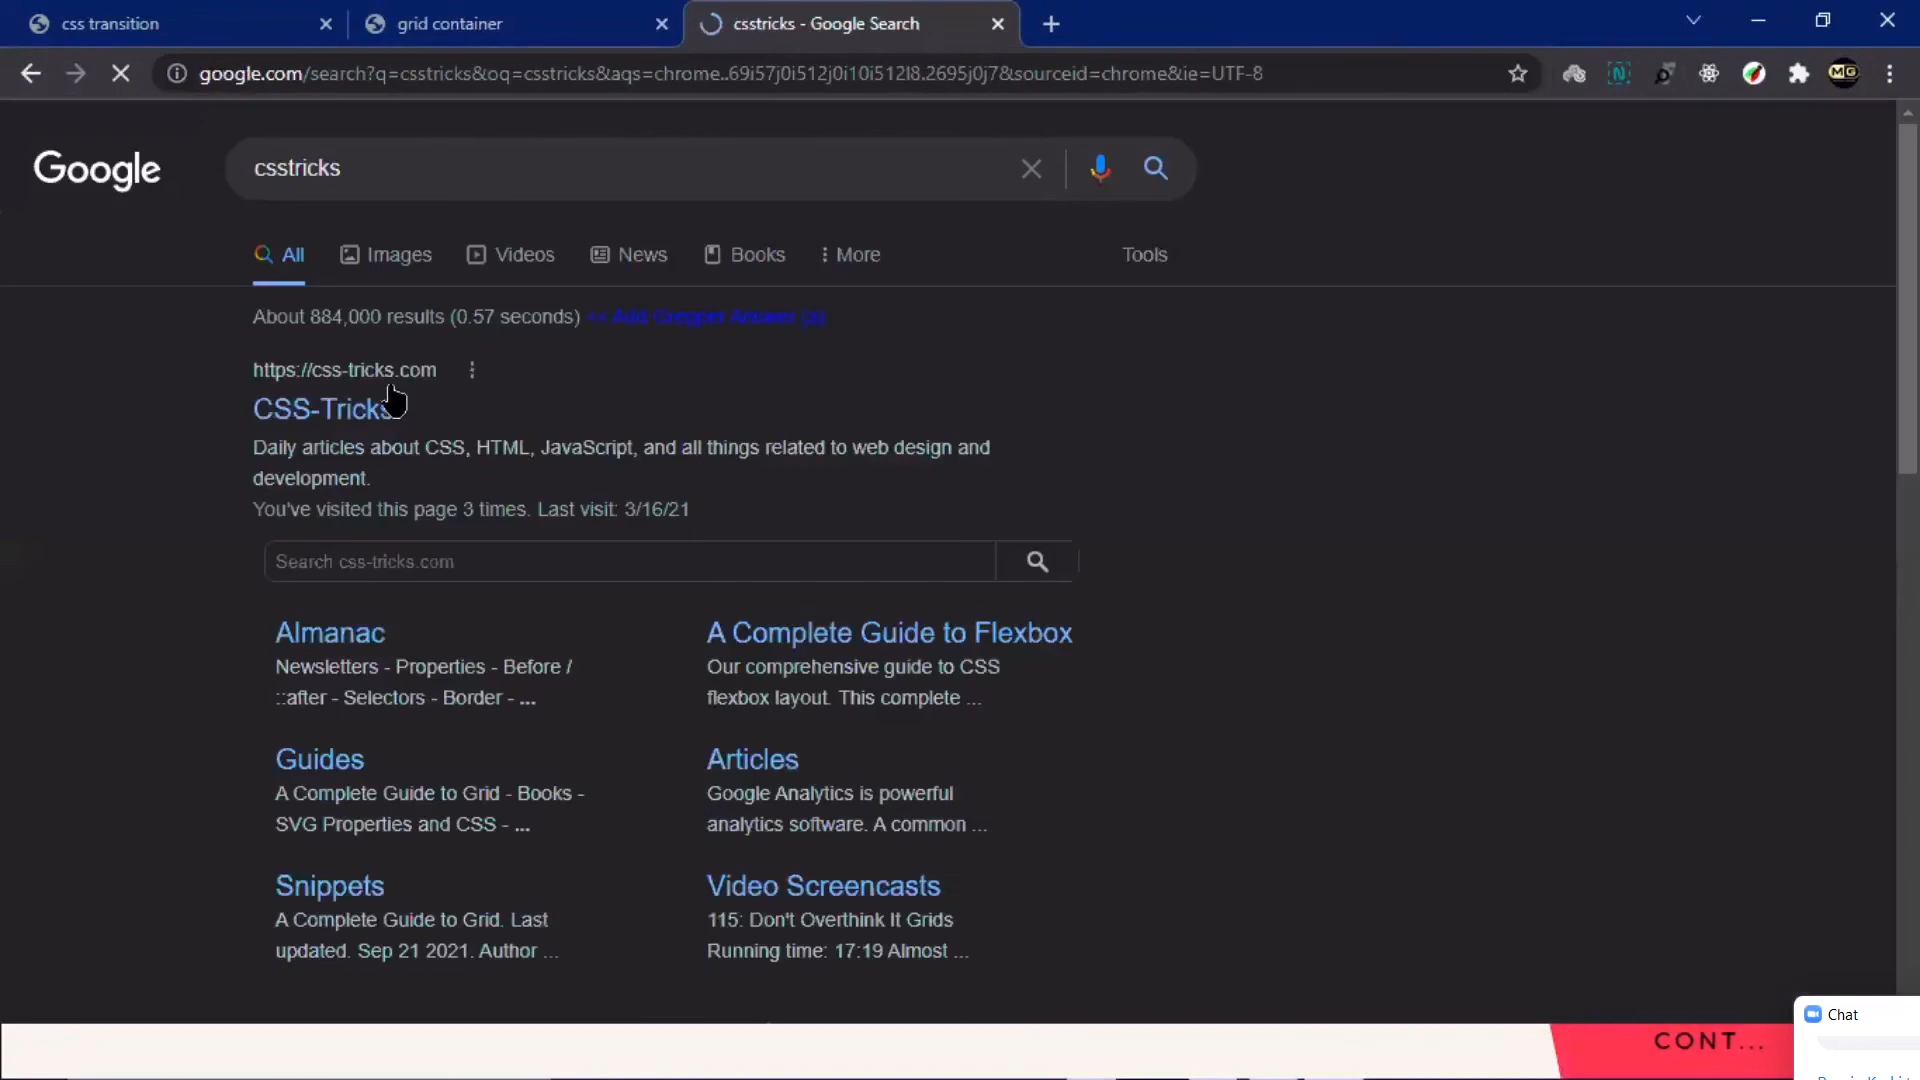 css transition
grid container
csstricks - Google Search
google.com/search?q=csstricks&oq=csstricks&aqs=chrome..69i57j0i512j0i10i512l8.2695j0j7&sourceid=chrome&ie=UTF-8
MG
Google
csstricks
All
Images
Videos
News
Books
More
Tools
About 884,000 results (0.57 seconds) << Add Grepper Answer (a)
https://css-tricks.com
CSS-Tricks
Daily articles about CSS, HTML, JavaScript, and all things related to web design and
development.
You've visited this page 3 times. Last visit: 3/16/21
Search css-tricks.com
Almanac
Newsletters - Properties - Before /
::after - Selectors - Border - ...
A Complete Guide to Flexbox
Our comprehensive guide to CSS
flexbox layout. This complete ...
Guides
A Complete Guide to Grid - Books -
SVG Properties and CSS - ...
Articles
Google Analytics is powerful
analytics software. A common ...
Snippets
A Complete Guide to Grid. Last
updated. Sep 21 2021. Author ...
Video Screencasts
115: Don't Overthink It Grids
Running time: 17:19 Almost ...
Chat
CONT...